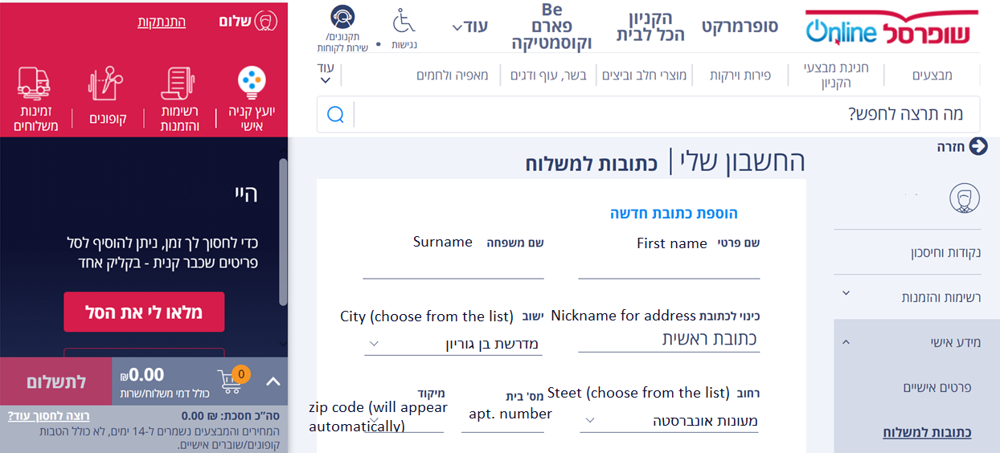 שופרסל Online
סופרמרקט
הקניון
הכל לבית
Be
פארם
וקוסמטיקה
עוד
נגישות
תקנונים/
שירות לקוחות
שלום
התנתקות
מבצעים
חגיגת מבצעי
הקניון
פירות וירקות
מוצרי חלב וביצים
בשר, עוף ודגים
מאפיה ולחמים
עוד
יועץ קניה
אישי
רשימות
והזמנות
קופונים
זמינות
משלוחים
מה תרצה לחפש?
חזרה
החשבון שלי | כתובות למשלוח
נקודות וחיסכון
רשימות והזמנות
מידע אישי
פרטים אישיים
כתובות למשלוח
הוספת כתובת חדשה
שם פרטי First name
שם משפחה Surname
כינוי לכתובת Nickname for address
כתובת ראשית
ישוב City (choose from the list)
מדרשת בן גוריון
רחוב Steet (choose from the list)
מעונות אונברסטה
מס' בית
apt. number
מיקוד
zip code (will appear
automatically)
היי
כדי לחסוך לך זמן, ניתן להוסיף לסל
פריטים שכבר קנית - בקליק אחד
מלאו לי את הסל
0
₪0.00
כולל דמי משלוח/שרות
לתשלום
סה״כ חסכת: ₪ 0.00
רוצה לחסוך עוד?
המחירים והמבצעים נשמרים ל-14 ימים, לא כולל הטבות
קופונים/שוברים אישיים.